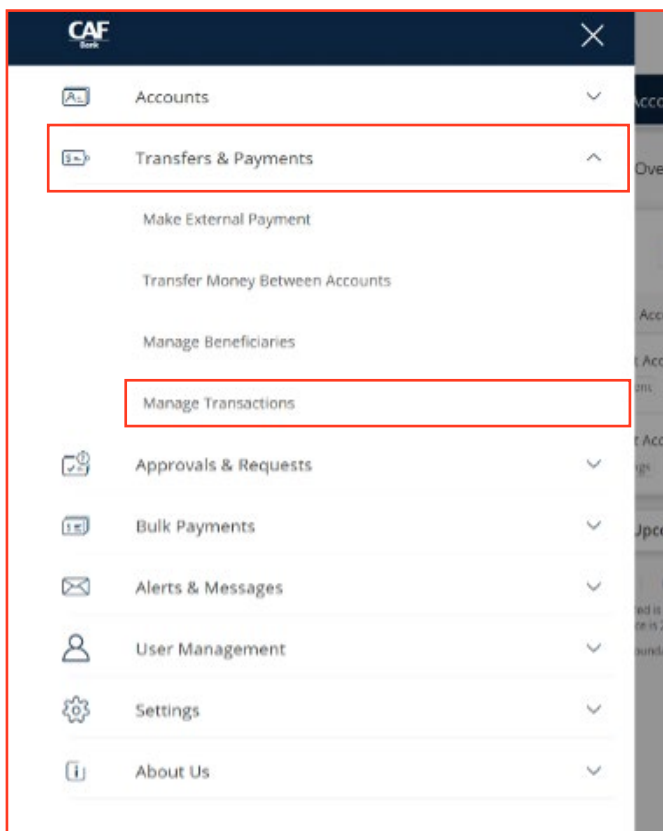 CAF
Bank
Accounts
Transfers & Payments
Make External Payment
Transfer Money Between Accounts
Manage Beneficiaries
Manage Transactions
Approvals & Requests
Bulk Payments
Alerts & Messages
User Management
Settings
About Us